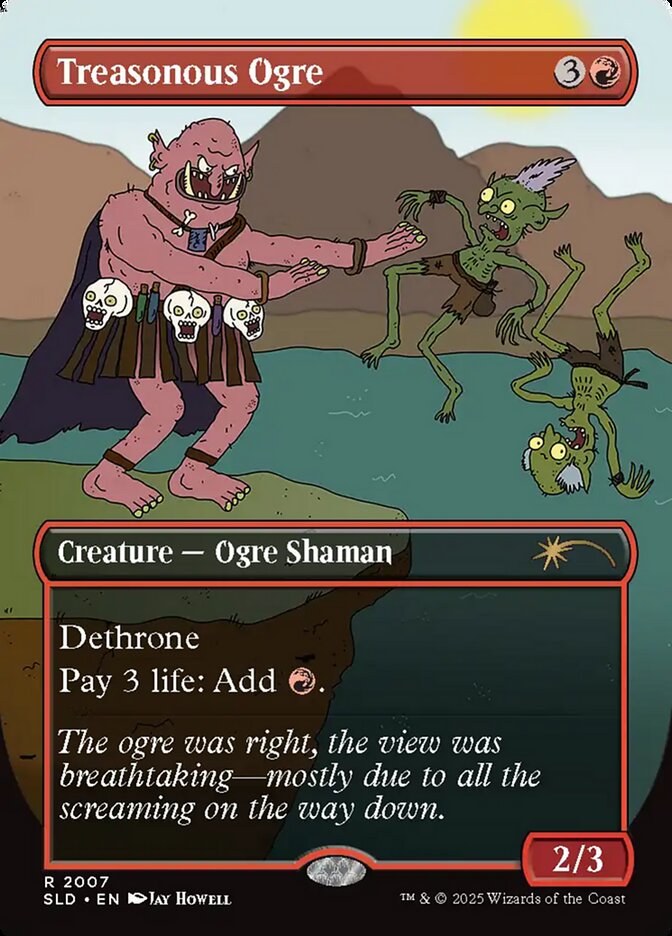 Treasonous Ogre 3
Creature — Ogre Shaman
Dethrone
Pay 3 life: Add .
The ogre was right, the view was
breathtaking—mostly due to all the
screaming on the way down.
2/3
R 2007
SLD • EN Jay Howell
™ & © 2025 Wizards of the Coast